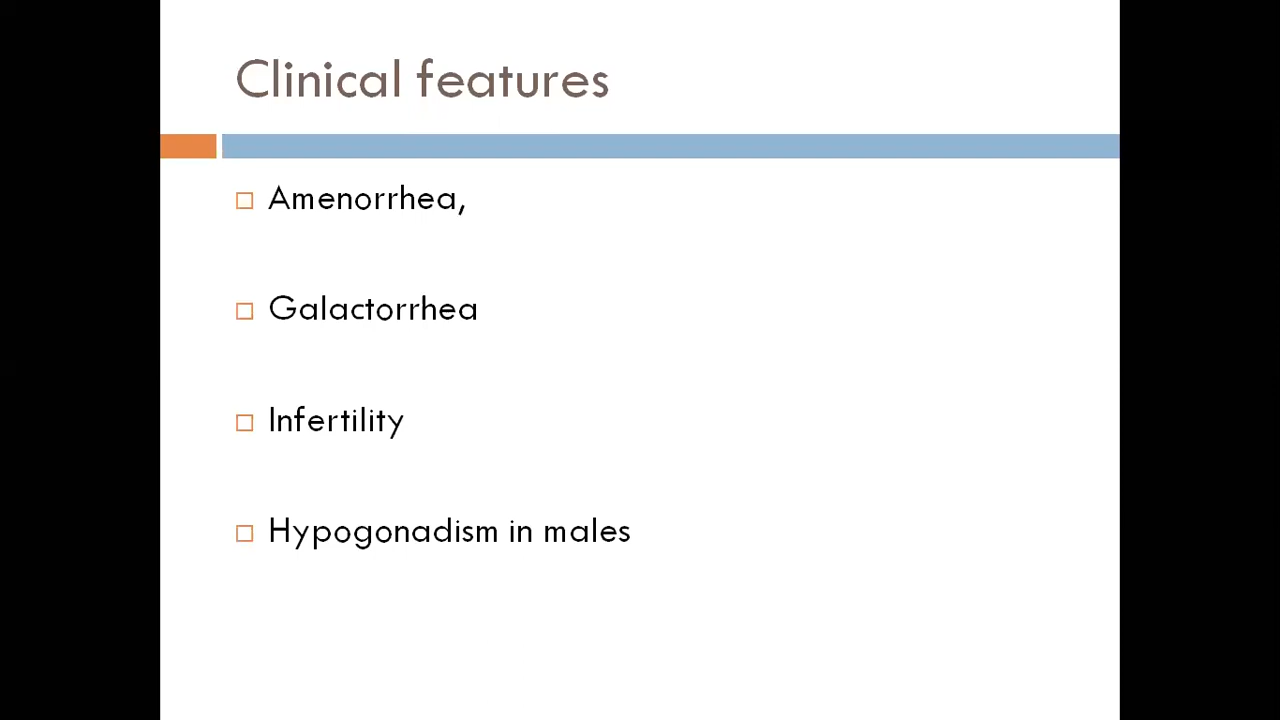 Clinical features
Amenorrhea,
Galactorrhea
Infertility
Hypogonadism in males